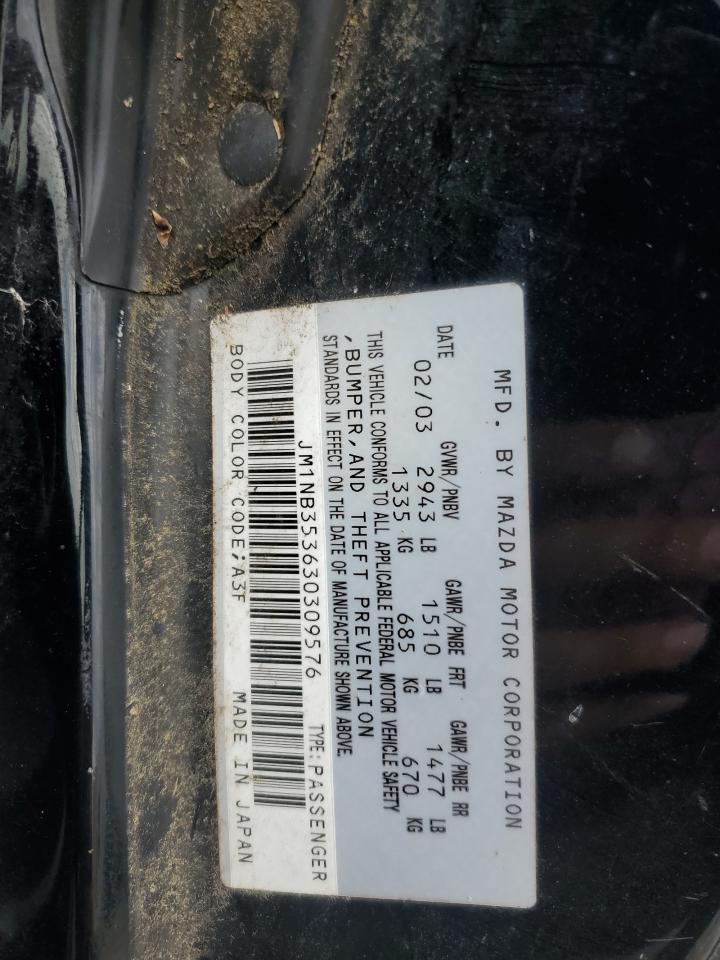 MFD. BY MAZDA MOTOR CORPORATION
DATE GVWR/PNBV GAWR/PNBE FRT GAWR/PNBE RR
02/03 2943 LB 1510 LB 1477 LB
1335 KG 685 KG 670 KG
THIS VEHICLE CONFORMS TO ALL APPLICABLE FEDERAL MOTOR VEHICLE SAFETY
, BUMPER, AND THEFT PREVENTION
STANDARDS IN EFFECT ON THE DATE OF MANUFACTURE SHOWN ABOVE.
JM1NB353630309576 TYPE: PASSENGER
BODY COLOR CODE; A3F MADE IN JAPAN